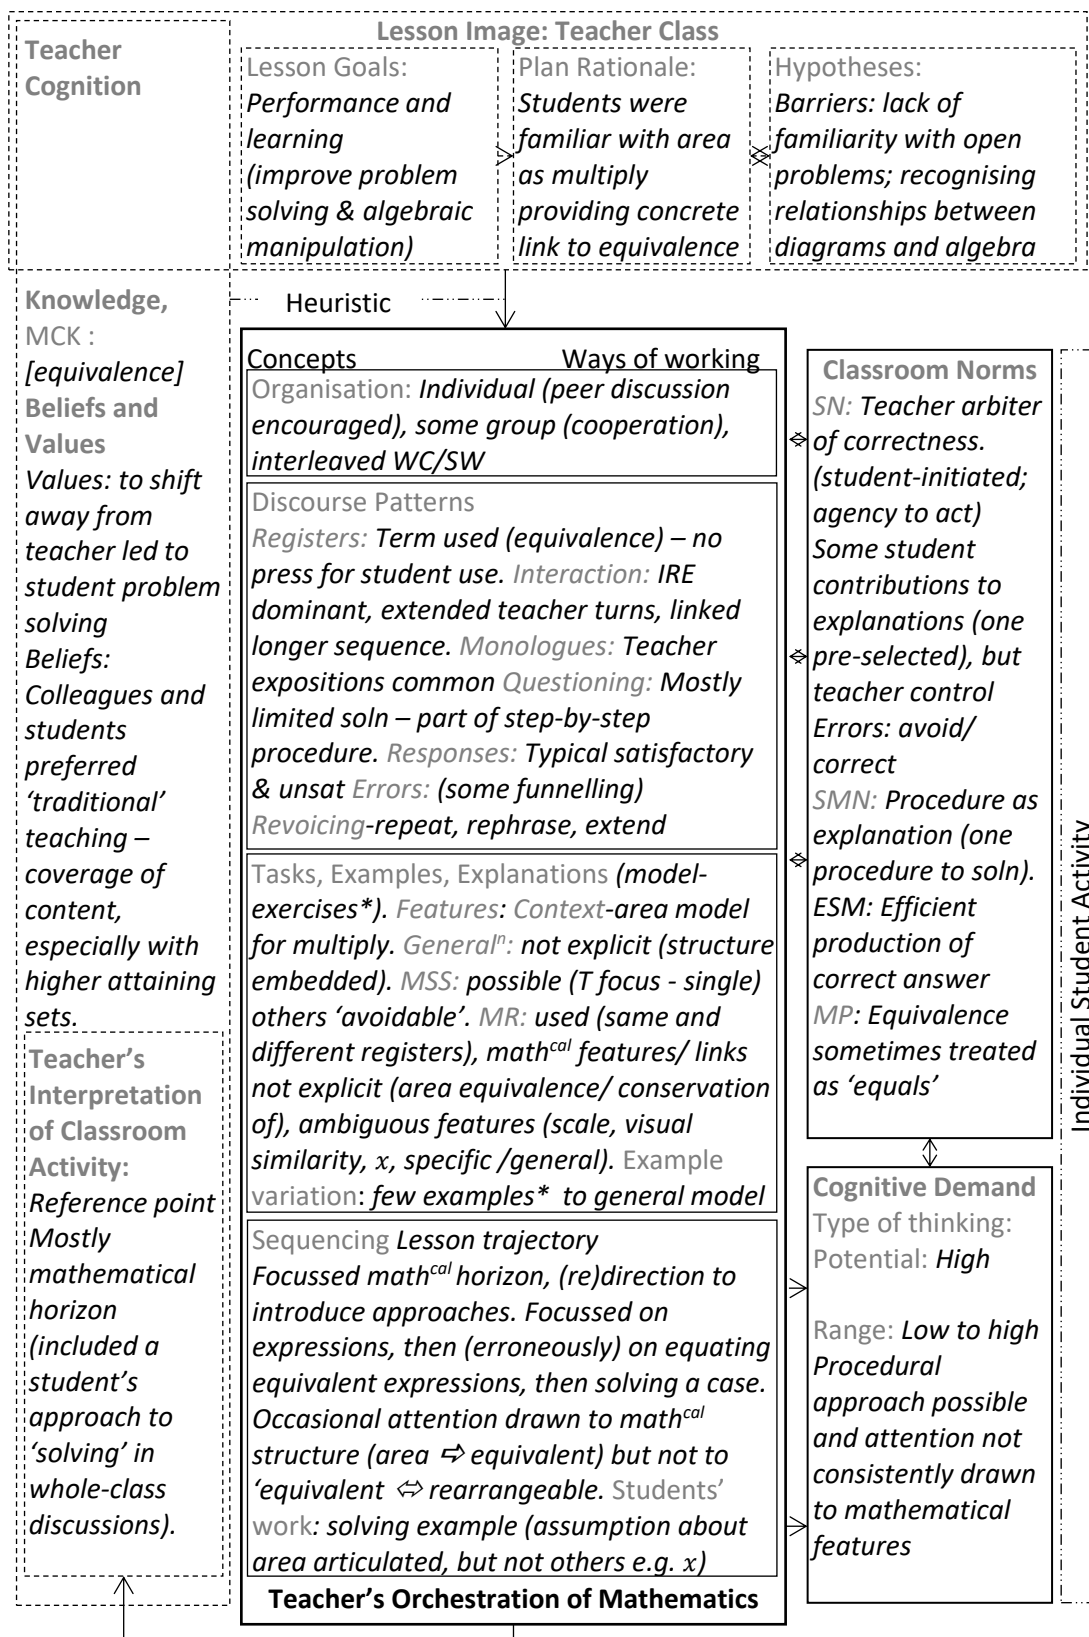 Lesson Image: Teacher Class
Teacher
Cognition
Lesson Goals:
Performance and
learning
(improve problem
solving & algebraic
manipulation)
Plan Rationale:
Students were
familiar with area
as multiply
providing concrete
link to equivalence
Hypotheses:
Barriers: lack of
familiarity with open
problems; recognising
relationships between
diagrams and algebra
Heuristic
Knowledge,
MCK :
[equivalence]
Beliefs and
Values
Values: to shift
away from
teacher led to
student problem
solving
Beliefs:
Colleagues and
students
preferred
‘traditional’
teaching –
coverage of
content,
especially with
higher attaining
sets.
Teacher’s
Interpretation
of Classroom
Activity:
Reference point
Mostly
mathematical
horizon
(included a
student’s
approach to
‘solving’ in
whole-class
discussions).
Concepts Ways of working
Organisation: Individual (peer discussion
encouraged), some group (cooperation),
interleaved WC/SW
Discourse Patterns
Registers: Term used (equivalence) – no
press for student use. Interaction: IRE
dominant, extended teacher turns, linked
longer sequence. Monologues: Teacher
expositions common Questioning: Mostly
limited soln – part of step-by-step
procedure. Responses: Typical satisfactory
& unsat Errors: (some funnelling)
Revoicing-repeat, rephrase, extend
Tasks, Examples, Explanations (model-
exercises*). Features: Context-area model
for multiply. Generalⁿ: not explicit (structure
embedded). MSS: possible (T focus - single)
others ‘avoidable’. MR: used (same and
different registers), math^cal features/ links
not explicit (area equivalence/ conservation
of), ambiguous features (scale, visual
similarity, x, specific /general). Example
variation: few examples* to general model
Sequencing Lesson trajectory
Focussed math^cal horizon, (re)direction to
introduce approaches. Focussed on
expressions, then (erroneously) on equating
equivalent expressions, then solving a case.
Occasional attention drawn to math^cal
structure (area ⇨ equivalent) but not to
‘equivalent ⬄ rearrangeable. Students’
work: solving example (assumption about
area articulated, but not others e.g. x)
Teacher’s Orchestration of Mathematics
Classroom Norms
SN: Teacher arbiter
of correctness.
(student-initiated;
agency to act)
Some student
contributions to
explanations (one
pre-selected), but
teacher control
Errors: avoid/
correct
SMN: Procedure as
explanation (one
procedure to soln).
ESM: Efficient
production of
correct answer
MP: Equivalence
sometimes treated
as ‘equals’
Cognitive Demand
Type of thinking:
Potential: High
Range: Low to high
Procedural
approach possible
and attention not
consistently drawn
to mathematical
features
Individual Student Activity